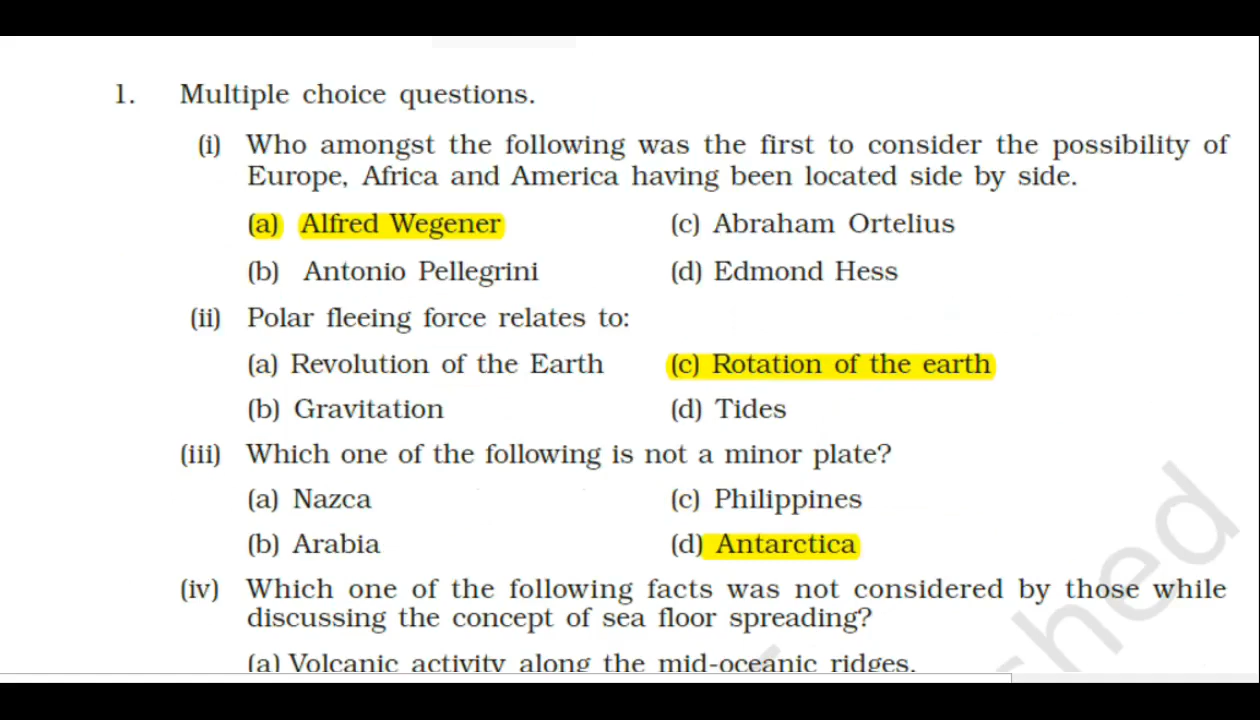 1. Multiple choice questions.
(i) Who amongst the following was the first to consider the possibility of
Europe, Africa and America having been located side by side.
(a) Alfred Wegener (c) Abraham Ortelius
(b) Antonio Pellegrini (d) Edmond Hess
(ii) Polar fleeing force relates to:
(a) Revolution of the Earth (c) Rotation of the earth
(b) Gravitation (d) Tides
(iii) Which one of the following is not a minor plate?
(a) Nazca (c) Philippines
(b) Arabia (d) Antarctica
(iv) Which one of the following facts was not considered by those while
discussing the concept of sea floor spreading?
(a) Volcanic activity along the mid-oceanic ridges.